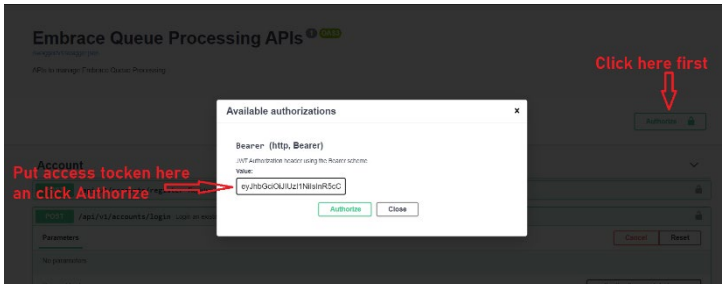 Embrace Queue Processing APIs
APIs to manage Embrace Queue Processing
Click here first
Authorize
Available authorizations
x
Bearer (http, Bearer)
JWT Authorization header using the Bearer scheme
Value:
eyJhbGciOiJIUzI1NiIsInR5cC
Authorize
Close
Account
Put access tocken here
an click Authorize
POST /api/v1/accounts/login
Parameters
Cancel
Reset
No parameters